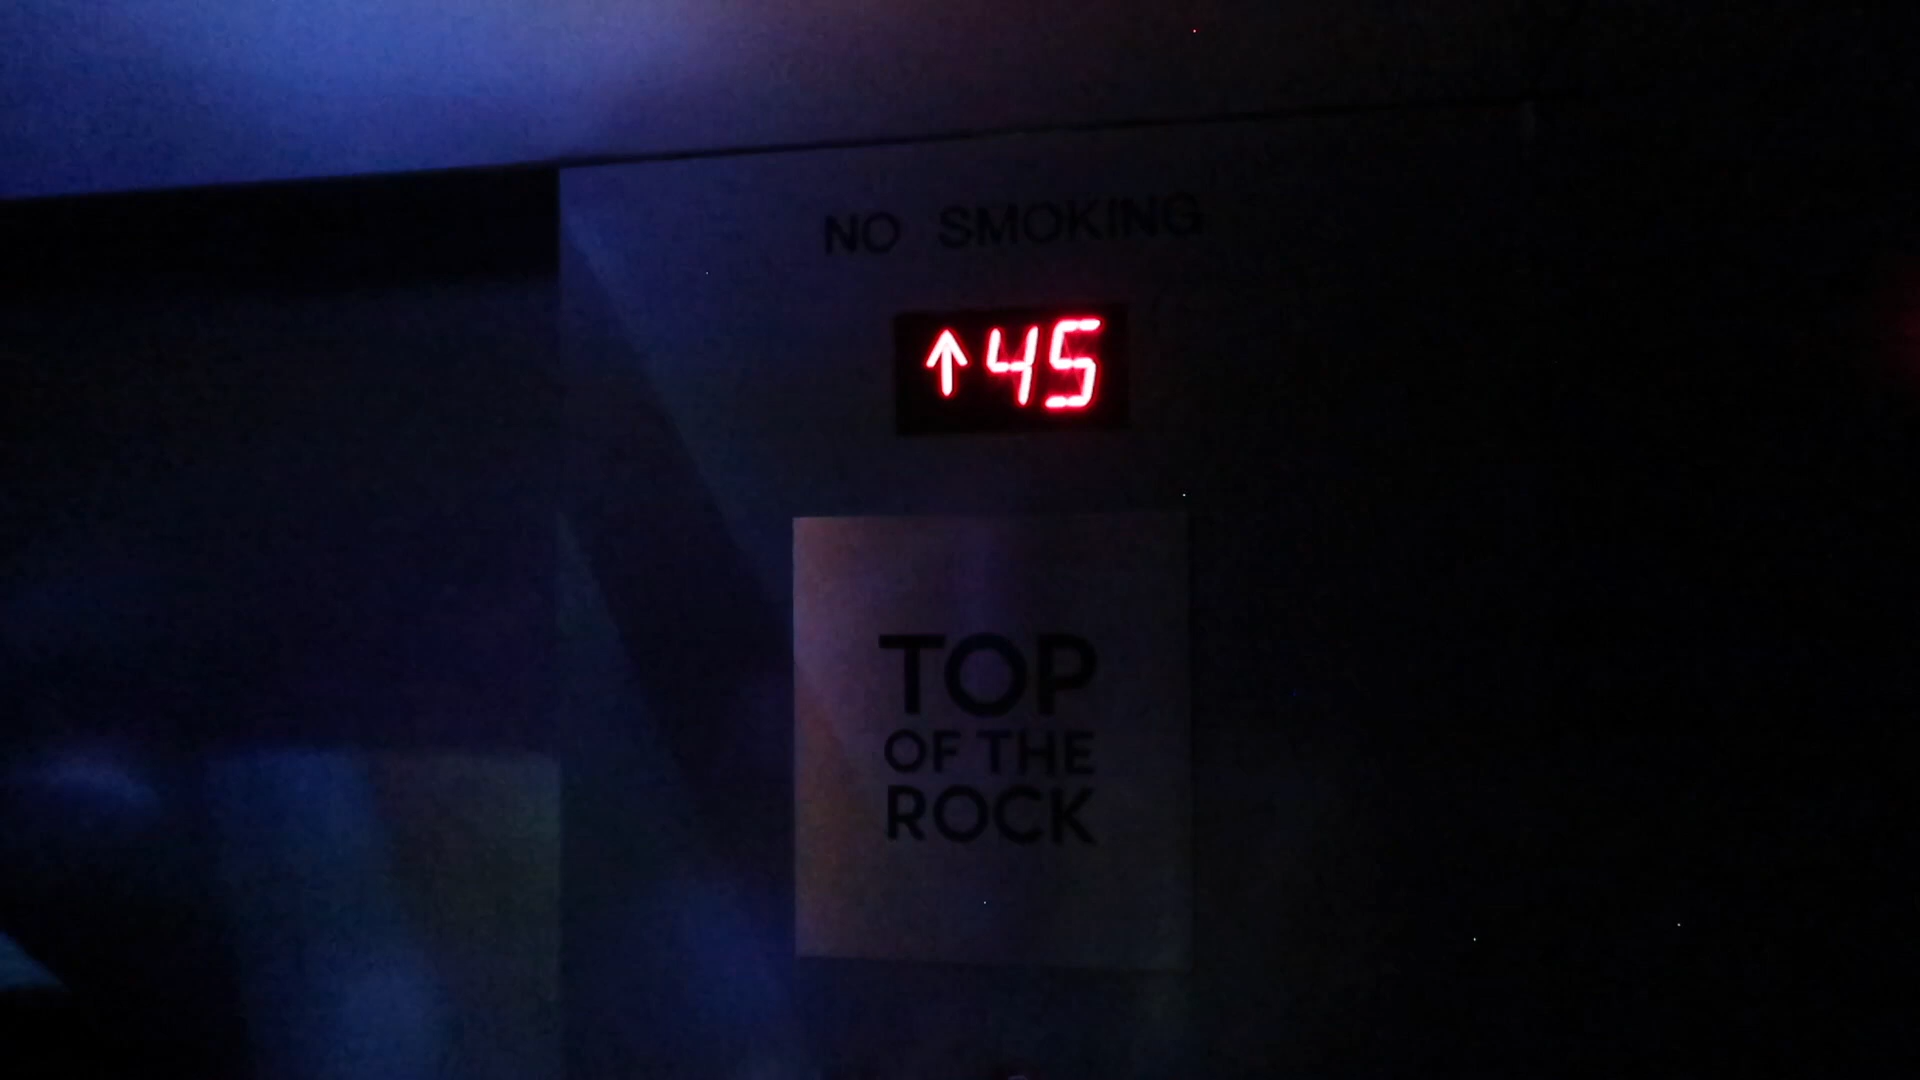 NO SMOKING
↑45
TOP
OF THE
ROCK